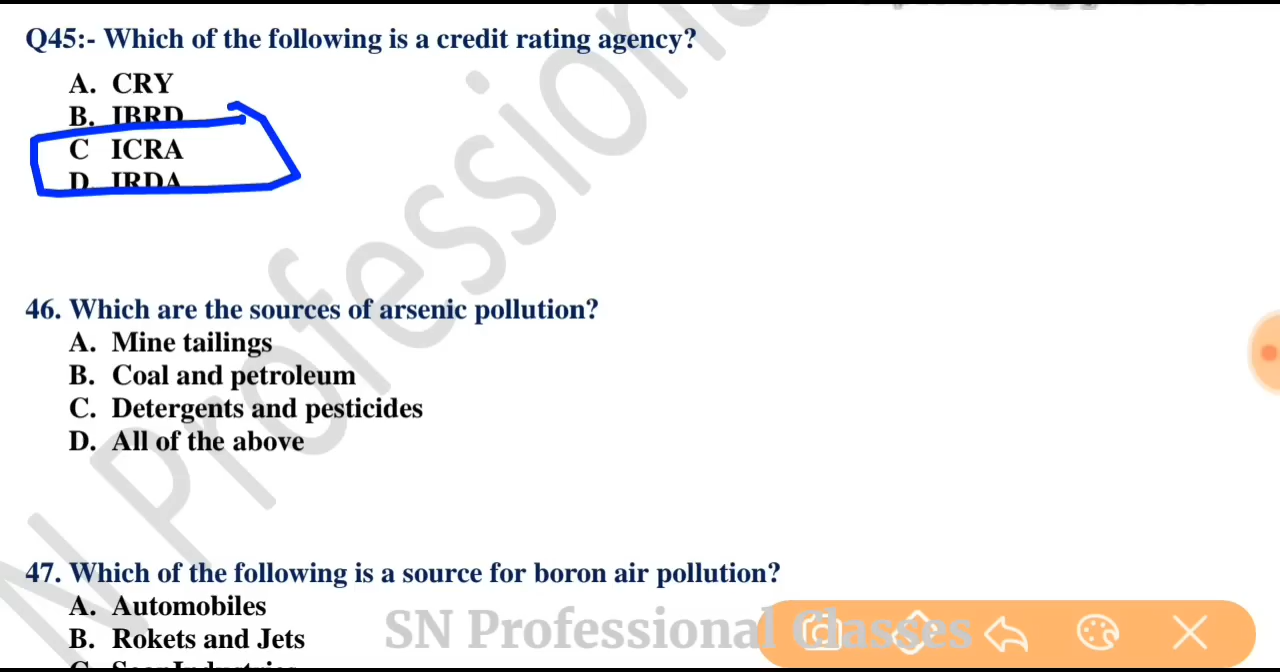 Q45:- Which of the following is a credit rating agency?
A. CRY
B. IBRD
C ICRA
D. IRDA
46. Which are the sources of arsenic pollution?
A. Mine tailings
B. Coal and petroleum
C. Detergents and pesticides
D. All of the above
47. Which of the following is a source for boron air pollution?
A. Automobiles
B. Rokets and Jets
SN Professional Classes
N Profession